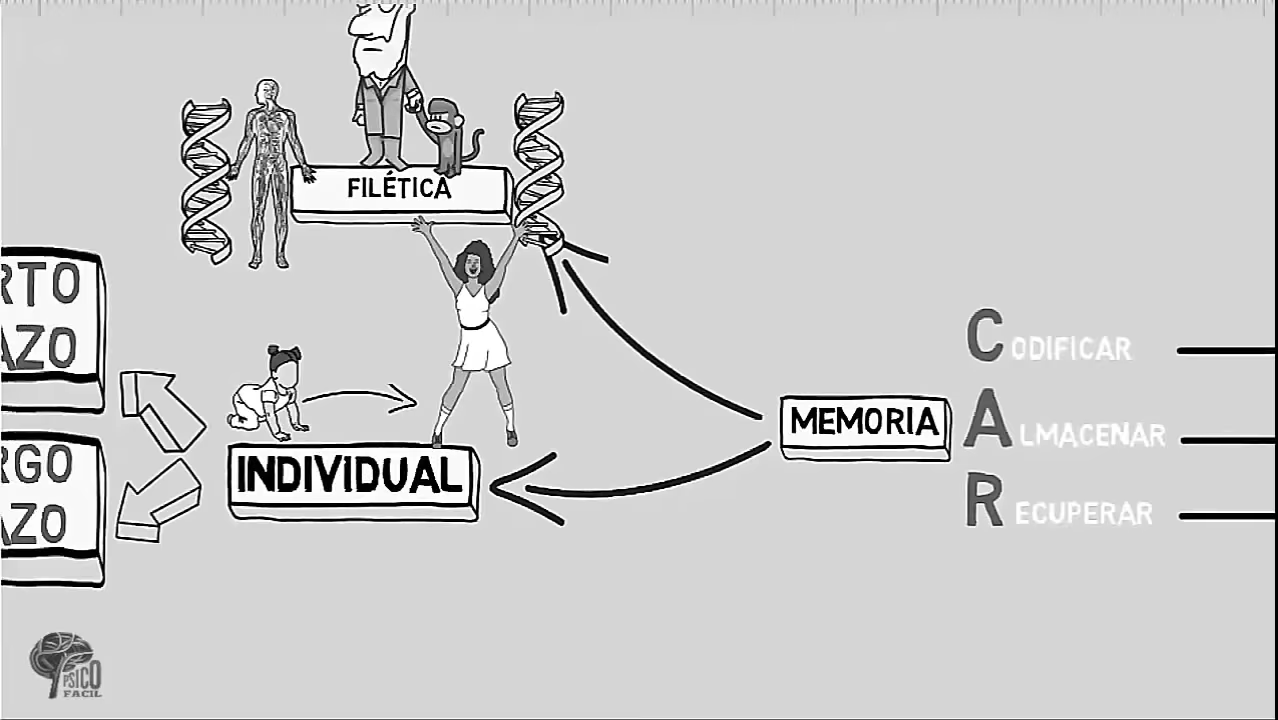 FILÉTICA
RTO
AZO
RGO
AZO
INDIVIDUAL
MEMORIA
CODIFICAR
ALMACENAR
RECUPERAR
PSICO
FACIL